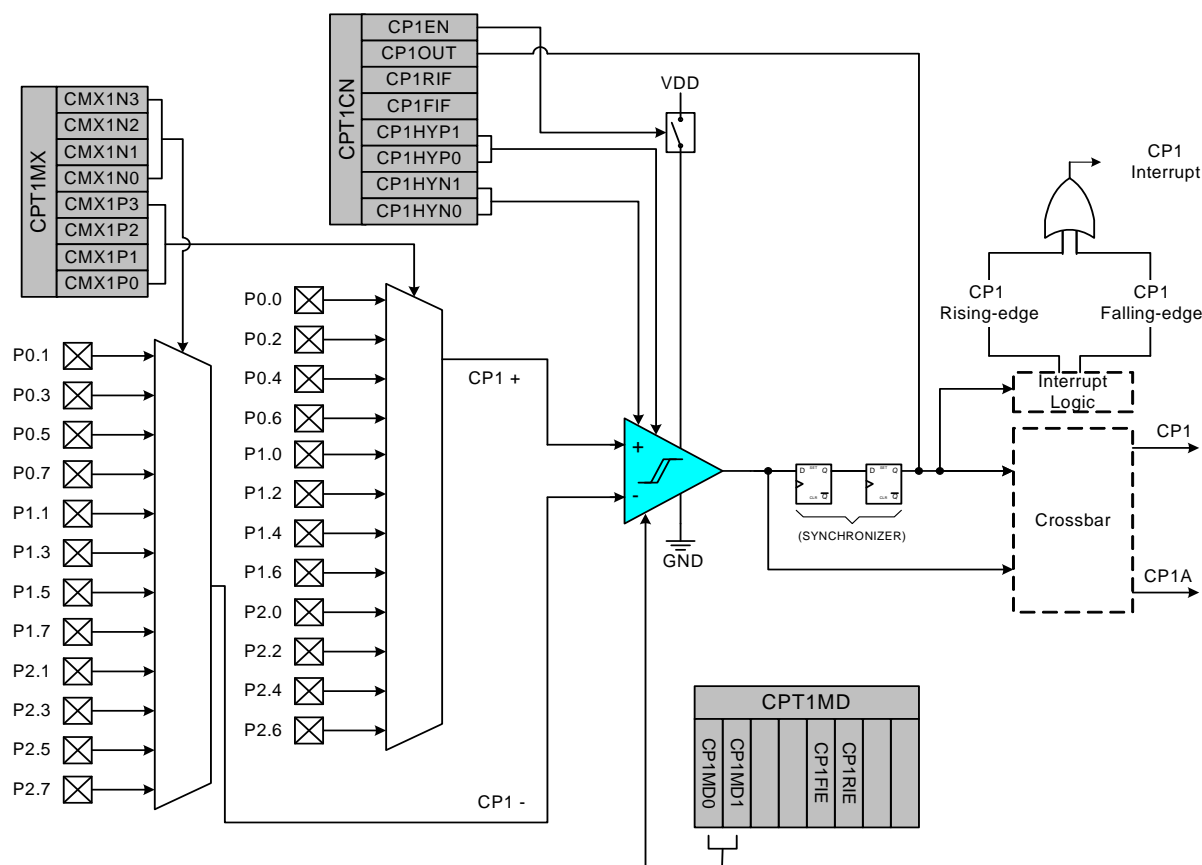 CPT1CN
CP1EN
CP1OUT
CP1RIF
CP1FIF
CP1HYP1
CP1HYP0
CP1HYN1
CP1HYN0
VDD
CPT1MX
CMX1N3
CMX1N2
CMX1N1
CMX1N0
CMX1P3
CMX1P2
CMX1P1
CMX1P0
CP1
Interrupt
CP1
Rising-edge
CP1
Falling-edge
Interrupt
Logic
P0.1
P0.3
P0.5
P0.7
P1.1
P1.3
P1.5
P1.7
P2.1
P2.3
P2.5
P2.7
P0.0
P0.2
P0.4
P0.6
P1.0
P1.2
P1.4
P1.6
P2.0
P2.2
P2.4
P2.6
CP1 +
CP1 -
+
-
GND
D SET Q
CLR Q
D SET Q
CLR Q
(SYNCHRONIZER)
Crossbar
CP1
CP1A
CPT1MD
CP1MD0
CP1MD1
CP1FIE
CP1RIE